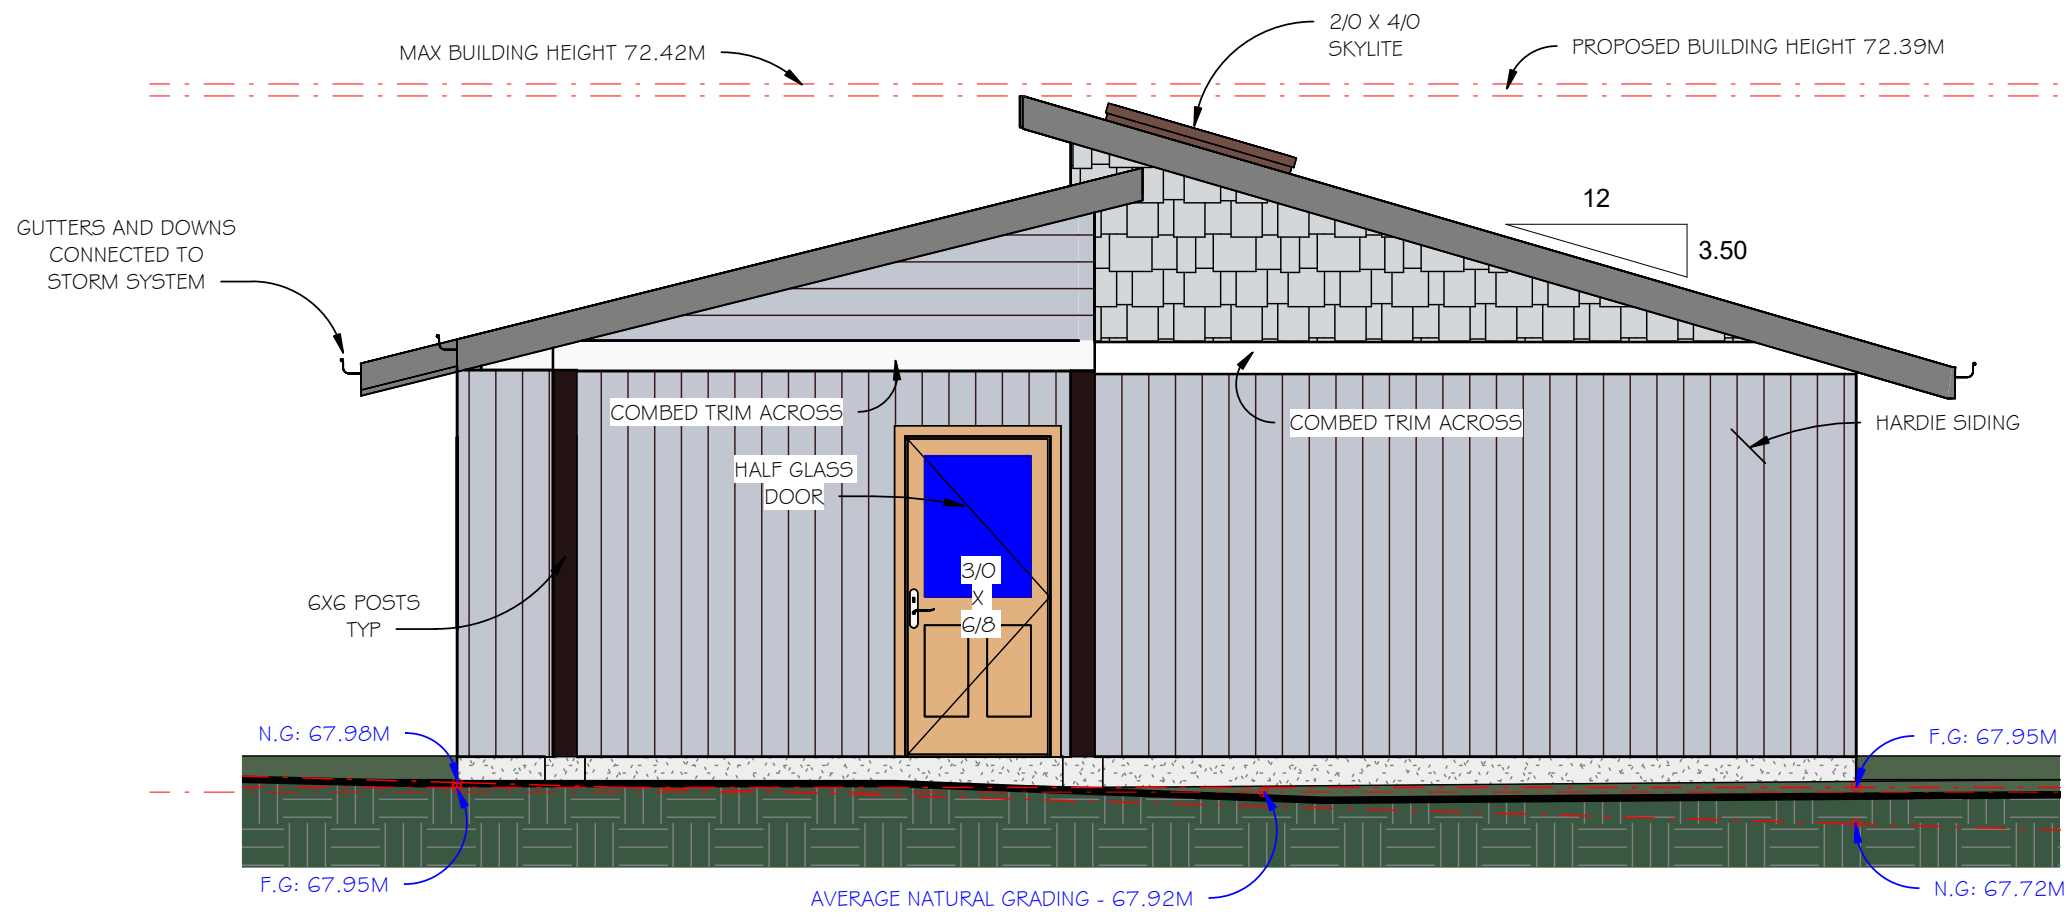 2/0 X 4/0
SKYLITE
MAX BUILDING HEIGHT 72.42M
PROPOSED BUILDING HEIGHT 72.39M
12
3.50
GUTTERS AND DOWNS
CONNECTED TO
STORM SYSTEM
COMBED TRIM ACROSS
COMBED TRIM ACROSS
HARDIE SIDING
HALF GLASS
DOOR
3/0
X
6/8
6X6 POSTS
TYP
N.G: 67.98M
F.G: 67.95M
F.G: 67.95M
AVERAGE NATURAL GRADING - 67.92M
N.G: 67.72M